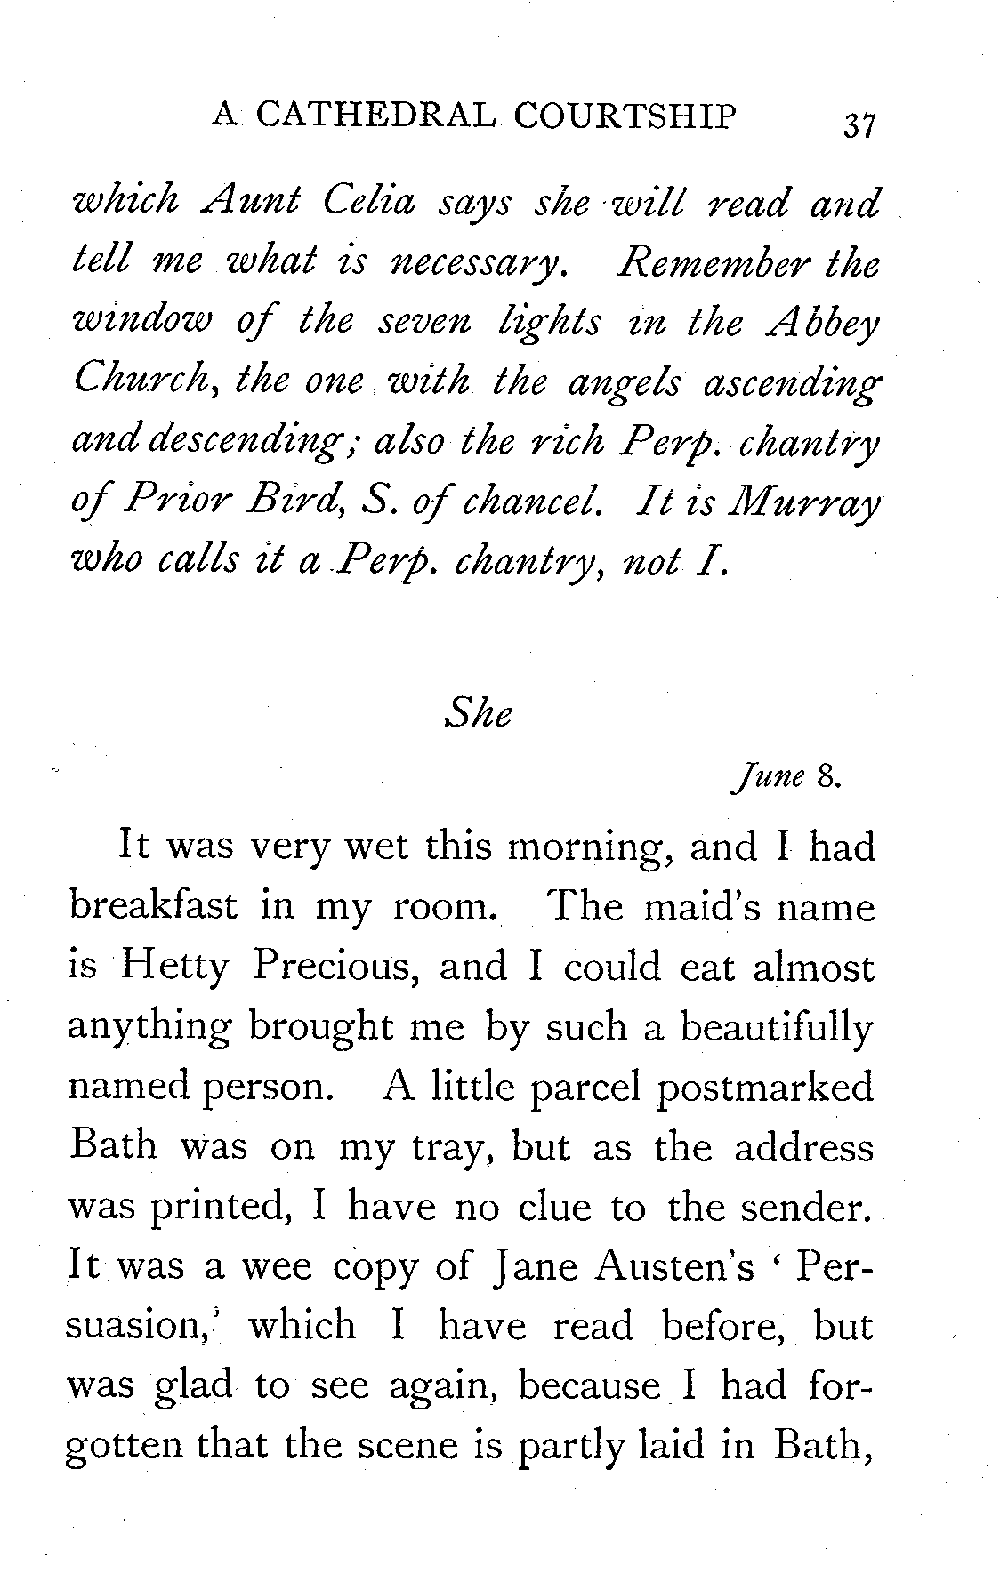 A CATHEDRAL COURTSHIP 37
which Aunt Celia says she will read and
tell me what is necessary. Remember the
window of the seven lights in the Abbey
Church, the one with the angels ascending
and descending; also the rich Perp. chantry
of Prior Bird, S. of chancel. It is Murray
who calls it a Perp. chantry, not I.
She
June 8.
It was very wet this morning, and I had
breakfast in my room. The maid's name
is Hetty Precious, and I could eat almost
anything brought me by such a beautifully
named person. A little parcel postmarked
Bath was on my tray, but as the address
was printed, I have no clue to the sender.
It was a wee copy of Jane Austen's ‘ Per-
suasion,’ which I have read before, but
was glad to see again, because I had for-
gotten that the scene is partly laid in Bath,